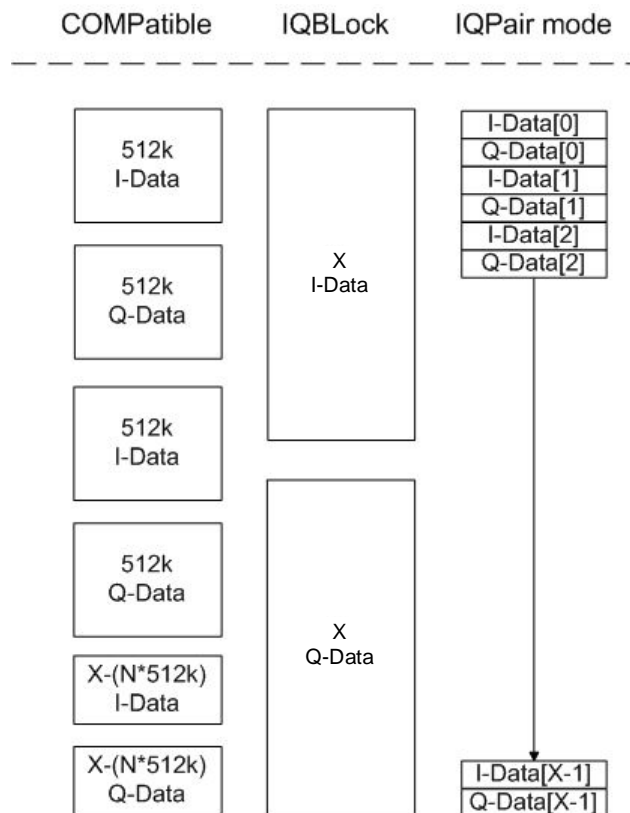 COMPatible IQBLock IQPair mode
512k
I-Data
512k
Q-Data
512k
I-Data
512k
Q-Data
X-(N*512k)
I-Data
X-(N*512k)
Q-Data
X
I-Data
X
Q-Data
I-Data[0]
Q-Data[0]
I-Data[1]
Q-Data[1]
I-Data[2]
Q-Data[2]
I-Data[X-1]
Q-Data[X-1]